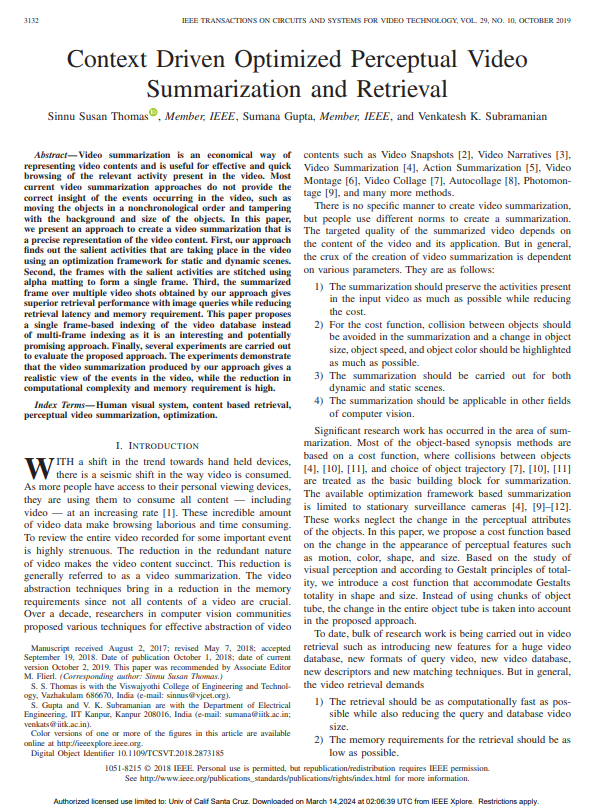 3132
IEEE TRANSACTIONS ON CIRCUITS AND SYSTEMS FOR VIDEO TECHNOLOGY, VOL. 29, NO. 10, OCTOBER 2019
Context Driven Optimized Perceptual Video
Summarization and Retrieval
Sinnu Susan Thomas, Member, IEEE, Sumana Gupta, Member, IEEE, and Venkatesh K. Subramanian
Abstract—Video summarization is an economical way of
representing video contents and is useful for effective and quick
browsing of the relevant activity present in the video. Most
current video summarization approaches do not provide the
correct insight of the events occurring in the video, such as
moving the objects in a nonchronological order and tampering
with the background and size of the objects. In this paper,
we present an approach to create a video summarization that is
a precise representation of the video content. First, our approach
finds out the salient activities that are taking place in the video
using an optimization framework for static and dynamic scenes.
Second, the frames with the salient activities are stitched using
alpha matting to form a single frame. Third, the summarized
frame over multiple video shots obtained by our approach gives
superior retrieval performance with image queries while reducing
retrieval latency and memory requirement. This paper proposes
a single frame-based indexing of the video database instead
of multi-frame indexing as it is an interesting and potentially
promising approach. Finally, several experiments are carried out
to evaluate the proposed approach. The experiments demonstrate
that the video summarization produced by our approach gives a
realistic view of the events in the video, while the reduction in
computational complexity and memory requirement is high.
Index Terms—Human visual system, content based retrieval,
perceptual video summarization, optimization.
I. INTRODUCTION
WITH a shift in the trend towards hand held devices,
there is a seismic shift in the way video is consumed.
As more people have access to their personal viewing devices,
they are using them to consume all content — including
video — at an increasing rate [1]. These incredible amount
of video data make browsing laborious and time consuming.
To review the entire video recorded for some important event
is highly strenuous. The reduction in the redundant nature
of video makes the video content succinct. This reduction is
generally referred to as a video summarization. The video
abstraction techniques bring in a reduction in the memory
requirements since not all contents of a video are crucial.
Over a decade, researchers in computer vision communities
proposed various techniques for effective abstraction of video
Manuscript received August 2, 2017; revised May 7, 2018; accepted
September 19, 2018. Date of publication October 1, 2018; date of current
version October 2, 2019. This paper was recommended by Associate Editor
M. Flierl. (Corresponding author: Sinnu Susan Thomas.)
S. S. Thomas is with the Viswajyothi College of Engineering and Technol-
ogy, Vazhakulam 686670, India (e-mail: sinnus@vjcet.org).
S. Gupta and V. K. Subramanian are with the Department of Electrical
Engineering, IIT Kanpur, Kanpur 208016, India (e-mail: sumana@iitk.ac.in;
venkats@iitk.ac.in).
Color versions of one or more of the figures in this article are available
online at http://ieeexplore.ieee.org.
Digital Object Identifier 10.1109/TCSVT.2018.2873185
contents such as Video Snapshots [2], Video Narratives [3],
Video Summarization [4], Action Summarization [5], Video
Montage [6], Video Collage [7], Autocollage [8], Photomon-
tage [9], and many more methods.
There is no specific manner to create video summarization,
but people use different norms to create a summarization.
The targeted quality of the summarized video depends on
the content of the video and its application. But in general,
the crux of the creation of video summarization is dependent
on various parameters. They are as follows:
1) The summarization should preserve the activities present
in the input video as much as possible while reducing
the cost.
2) For the cost function, collision between objects should
be avoided in the summarization and a change in object
size, object speed, and object color should be highlighted
as much as possible.
3) The summarization should be carried out for both
dynamic and static scenes.
4) The summarization should be applicable in other fields
of computer vision.
Significant research work has occurred in the area of sum-
marization. Most of the object-based synopsis methods are
based on a cost function, where collisions between objects
[4], [10], [11], and choice of object trajectory [7], [10], [11]
are treated as the basic building block for summarization.
The available optimization framework based summarization
is limited to stationary surveillance cameras [4], [9]–[12].
These works neglect the change in the perceptual attributes
of the objects. In this paper, we propose a cost function based
on the change in the appearance of perceptual features such
as motion, color, shape, and size. Based on the study of
visual perception and according to Gestalt principles of total-
ity, we introduce a cost function that accommodate Gestalts
totality in shape and size. Instead of using chunks of object
tube, the change in the entire object tube is taken into account
in the proposed approach.
To date, bulk of research work is being carried out in video
retrieval such as introducing new features for a huge video
database, new formats of query video, new video database,
new descriptors and new matching techniques. But in general,
the video retrieval demands
1) The retrieval should be as computationally fast as pos-
sible while also reducing the query and database video
size.
2) The memory requirements for the retrieval should be as
low as possible.
1051-8215 © 2018 IEEE. Personal use is permitted, but republication/redistribution requires IEEE permission.
See http://www.ieee.org/publications_standards/publications/rights/index.html for more information.
Authorized licensed use limited to: Univ of Calif Santa Cruz. Downloaded on March 14,2024 at 02:06:39 UTC from IEEE Xplore. Restrictions apply.